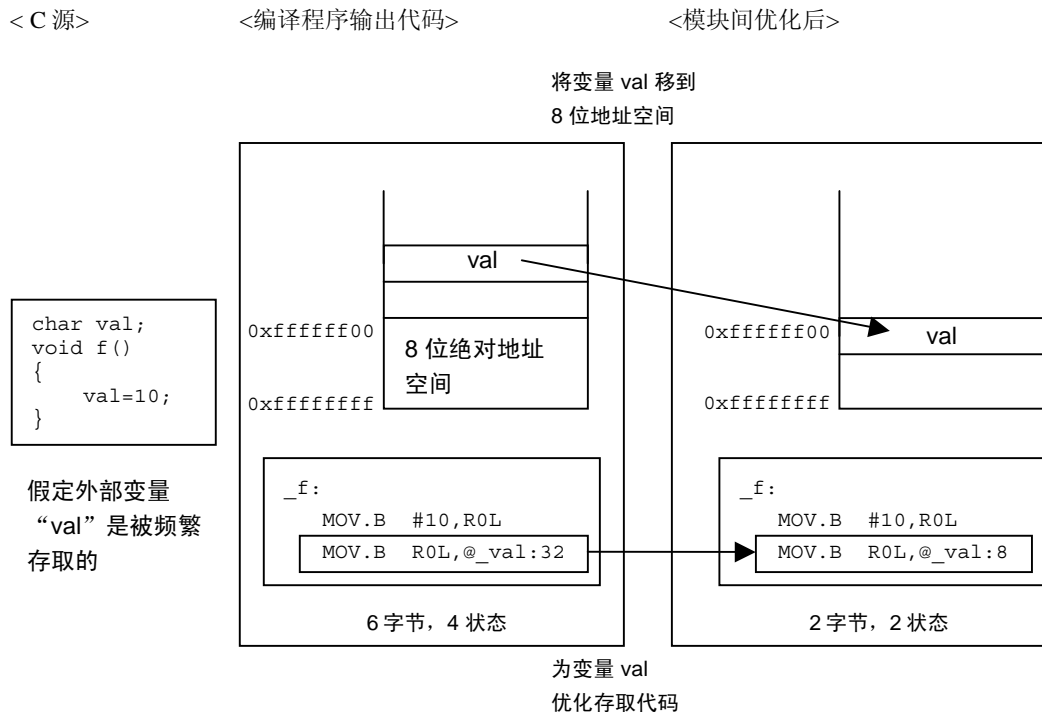 < C 源>
<编译程序输出代码>
<模块间优化后>
将变量 val 移到
8 位地址空间
val
0xffffff00
8 位绝对地址
空间
0xffffffff
0xffffff00
val
0xffffffff
char val;
void f()
{
val=10;
}
假定外部变量
“val”是被频繁
存取的
_f:
MOV.B #10,R0L
MOV.B R0L,@_val:32
6 字节，4 状态
_f:
MOV.B #10,R0L
MOV.B R0L,@_val:8
2 字节，2 状态
为变量 val
优化存取代码